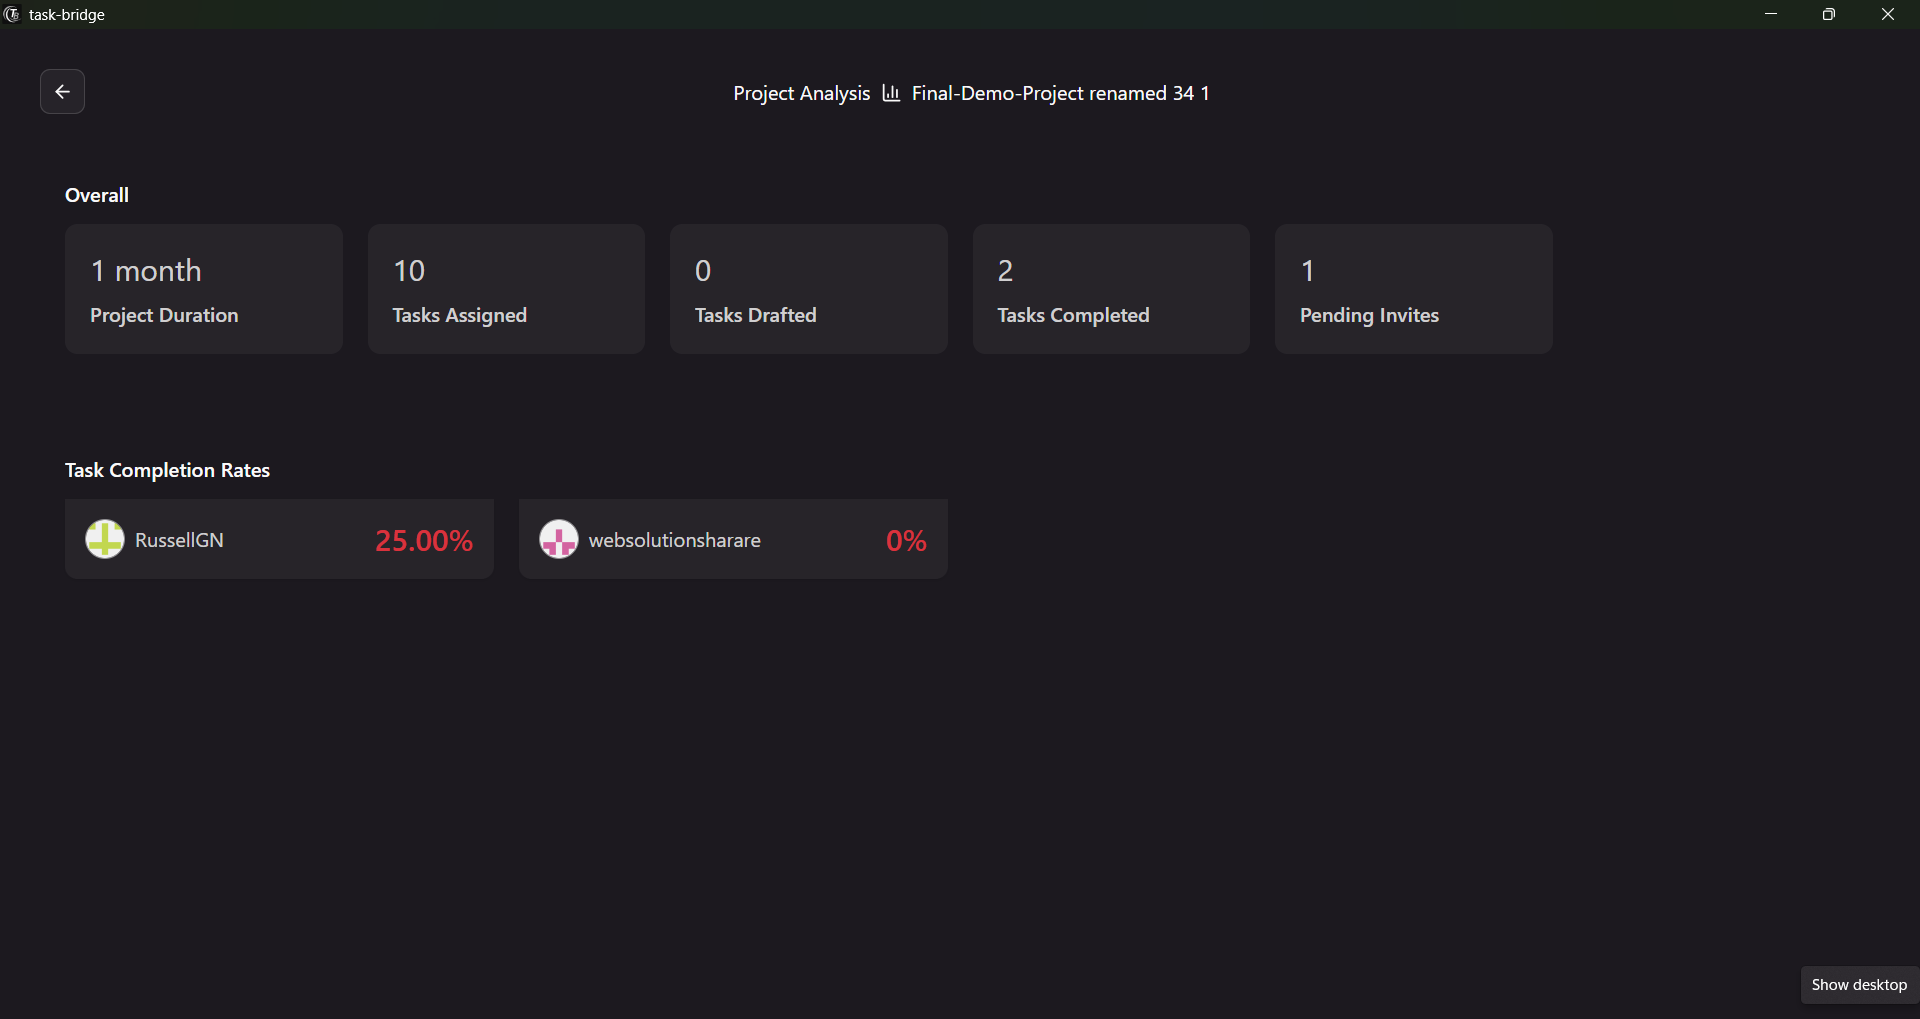 task-bridge
Project Analysis Final-Demo-Project renamed 34 1
Overall
1 month
Project Duration
10
Tasks Assigned
0
Tasks Drafted
2
Tasks Completed
1
Pending Invites
Task Completion Rates
RussellGN 25.00%
websolutionsharare 0%
Show desktop